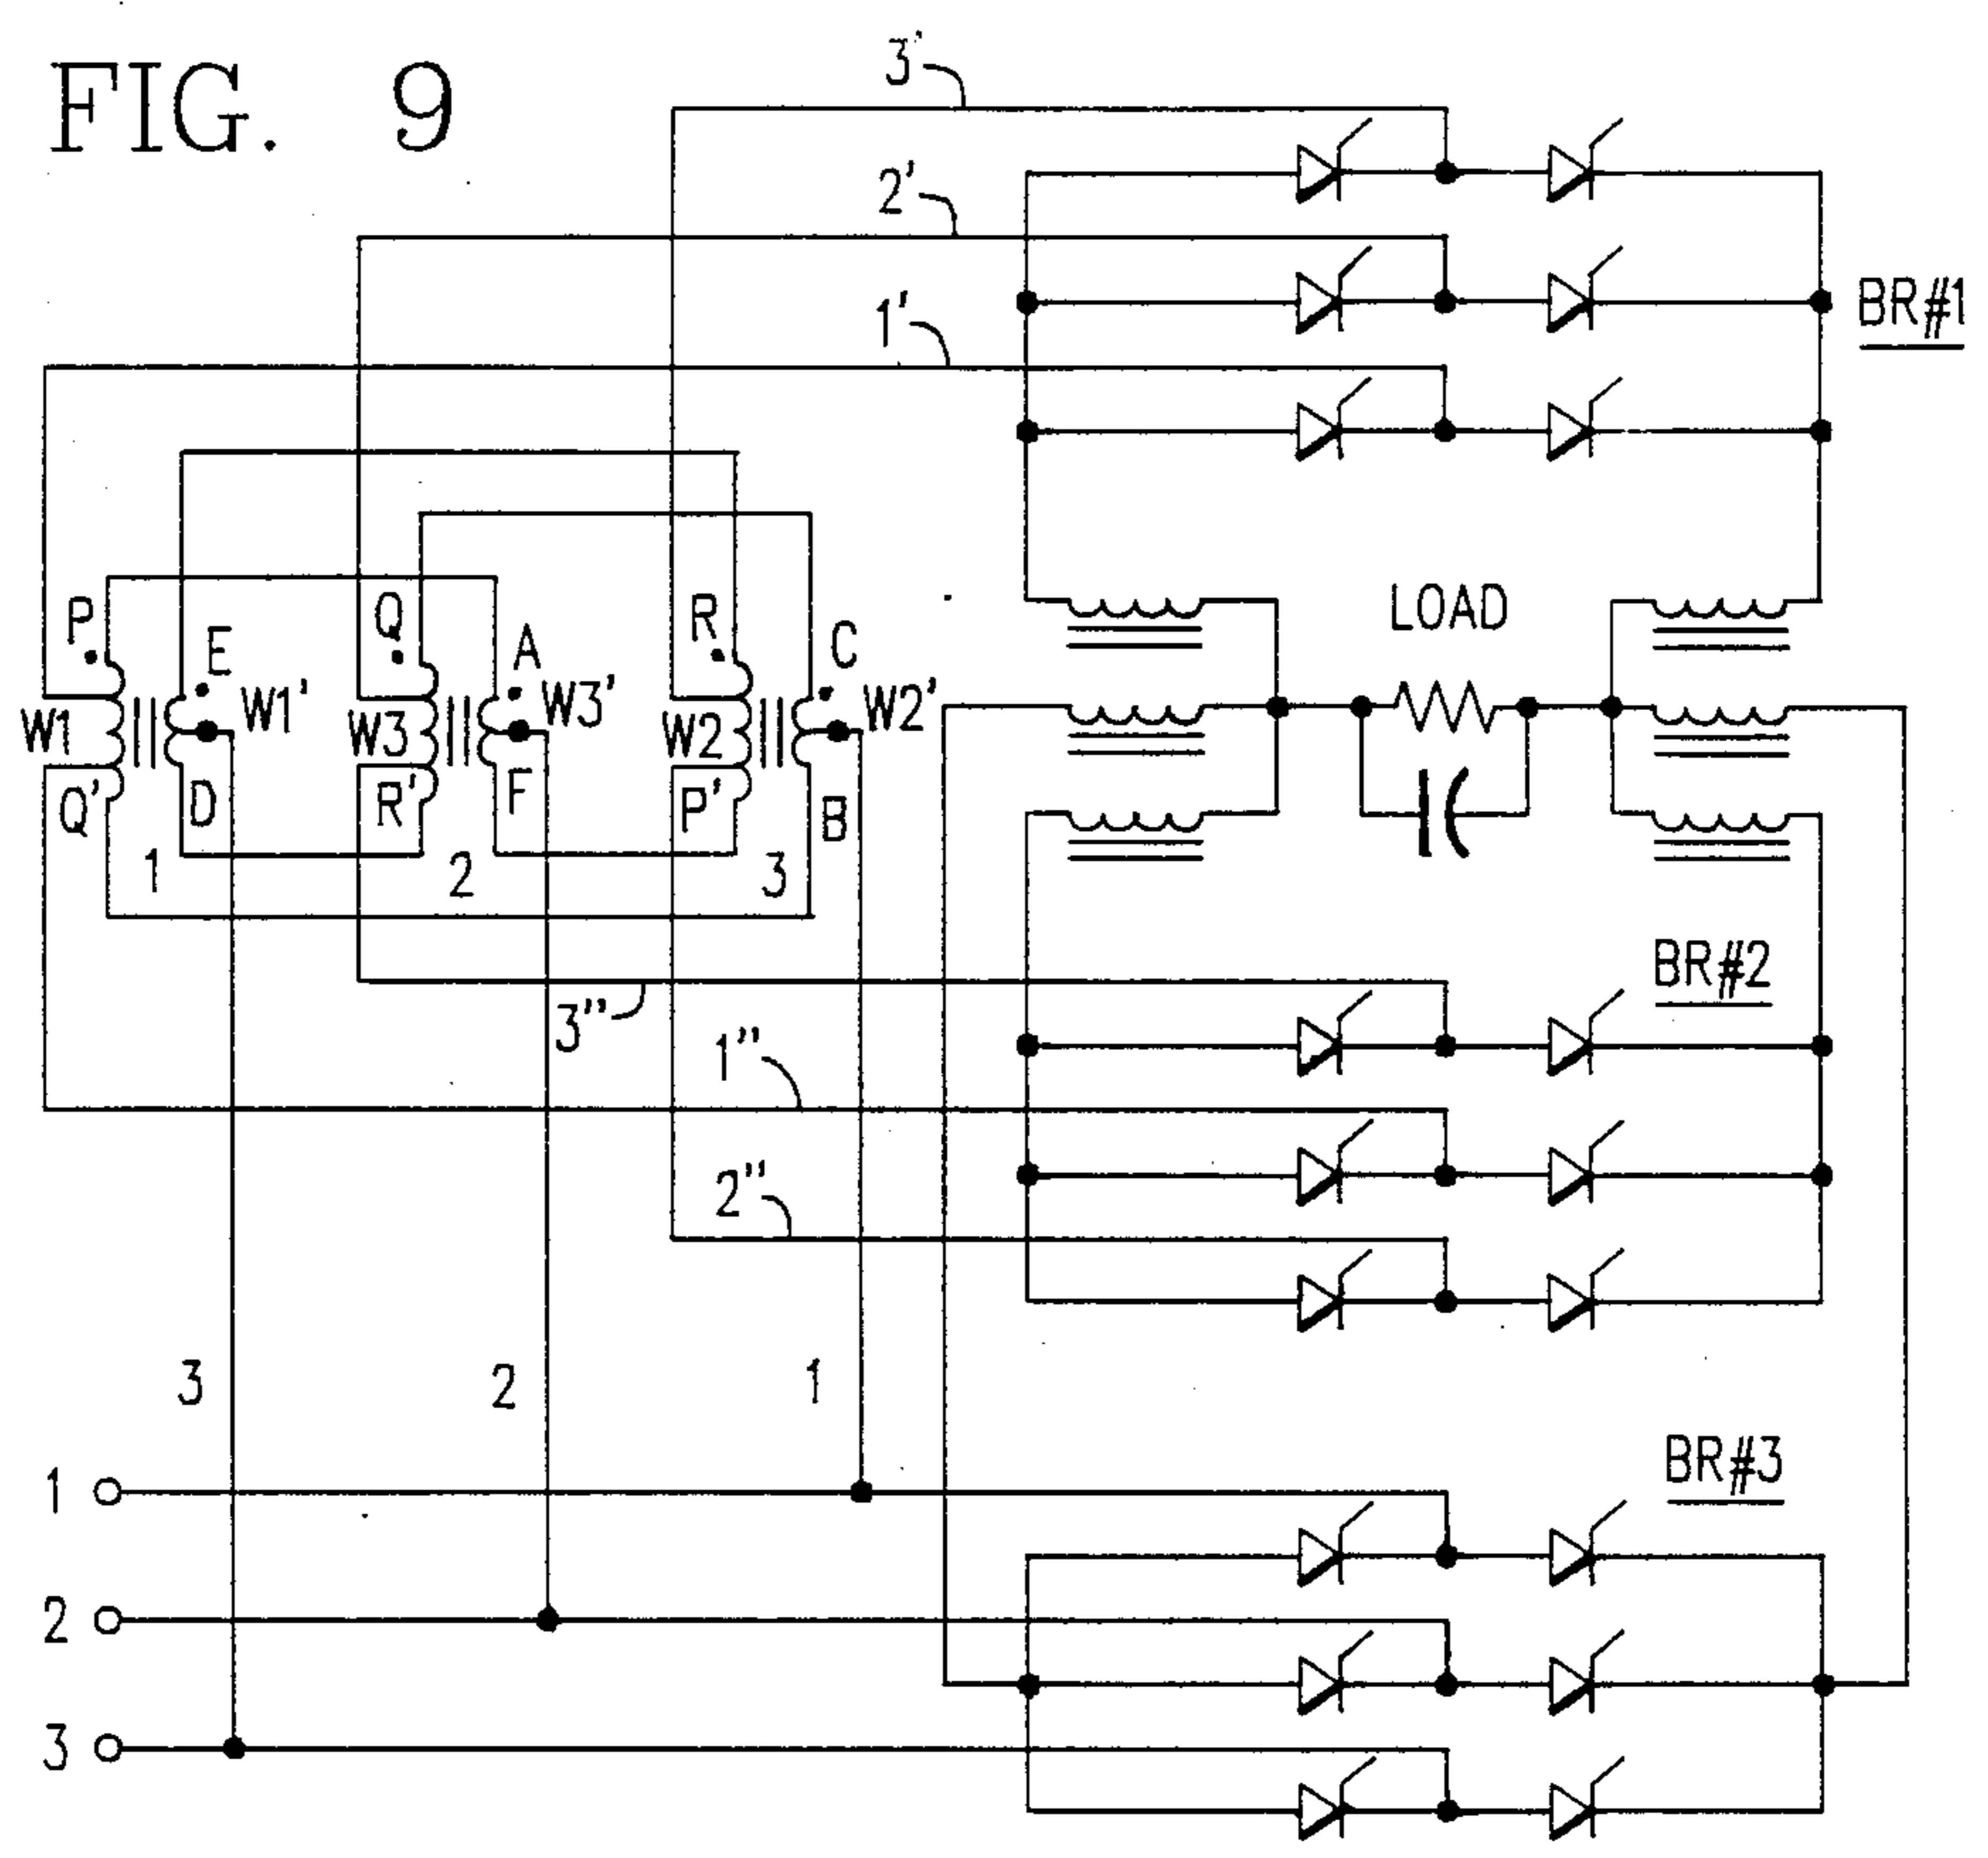 FIG. 9
3'
2'
1'
BR#1
LOAD
P
E
Q
A
R
C
W1
W1'
W3
W3'
W2
W2'
Q'
D
R'
F
P'
B
1
2
3
BR#2
3"
1"
2"
3
2
1
BR#3
1
2
3